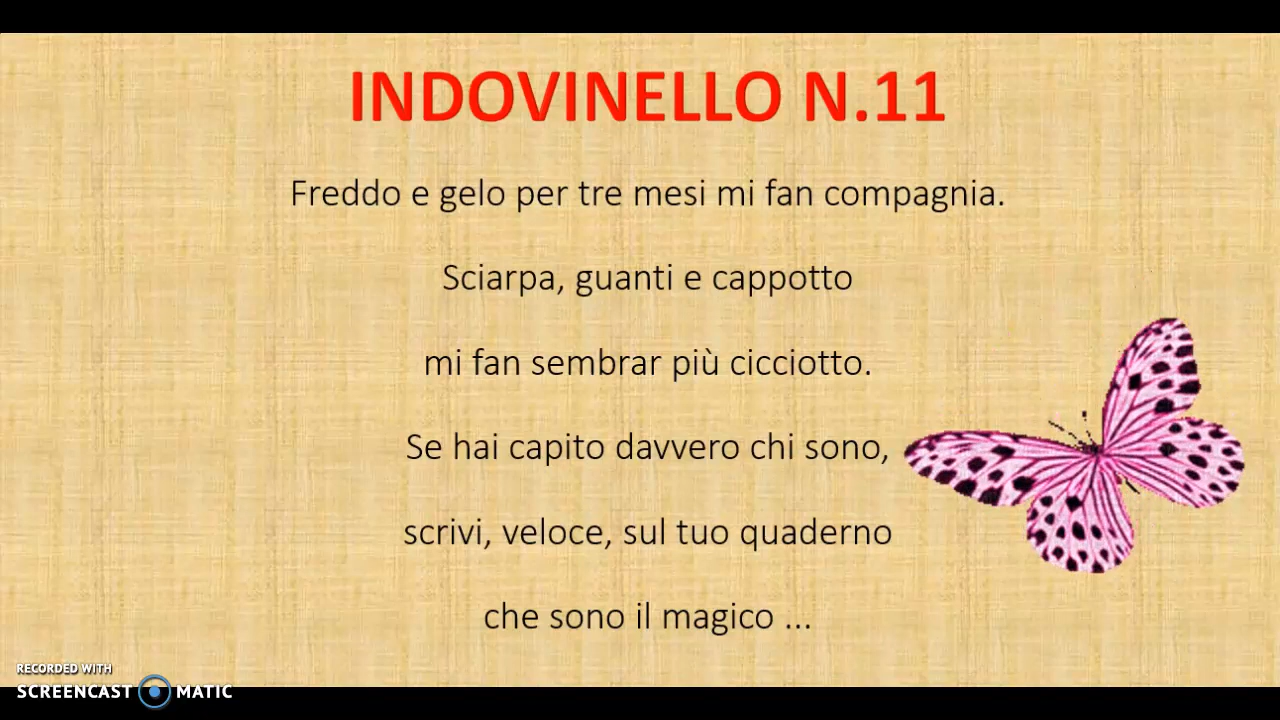 INDOVINELLO N.11
Freddo e gelo per tre mesi mi fan compagnia.
Sciarpa, guanti e cappotto
mi fan sembrar più cicciotto.
Se hai capito davvero chi sono,
scrivi, veloce, sul tuo quaderno
che sono il magico ...
RECORDED WITH
SCREENCAST MATIC